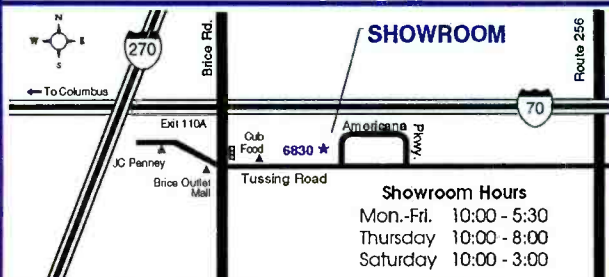 N
W
E
S
270
Brice Rd.
SHOWROOM
Route 256
To Columbus
70
Exit 110A
Cub
Food
6830 ★
Americana
Pkwy.
JC Penney
Brice Outlet
Mall
Tussing Road
Showroom Hours
Mon.-Fri. 10:00 - 5:30
Thursday 10:00 - 8:00
Saturday 10:00 - 3:00